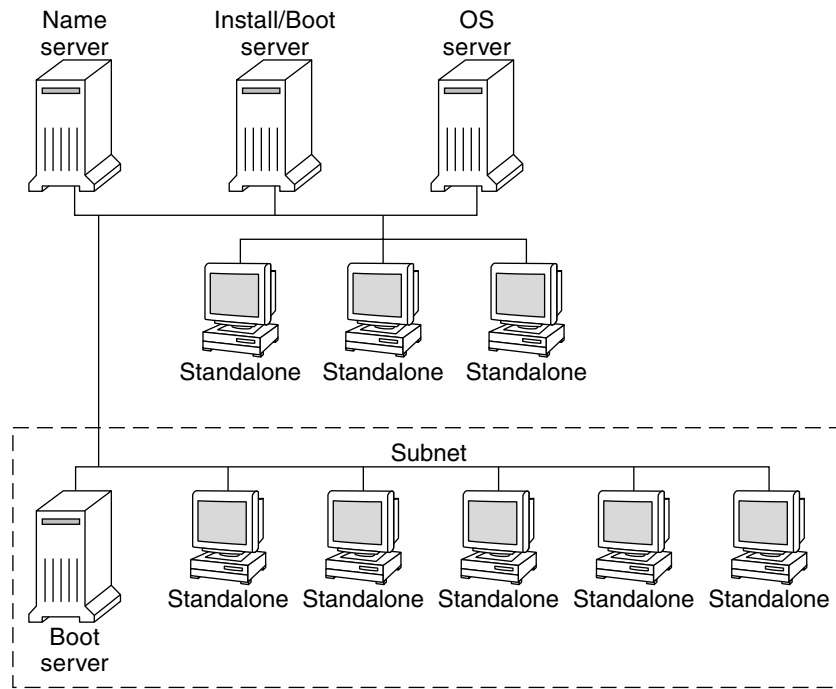 Name
server
Install/Boot
server
OS
server
Standalone
Standalone
Standalone
Subnet
Boot
server
Standalone
Standalone
Standalone
Standalone
Standalone